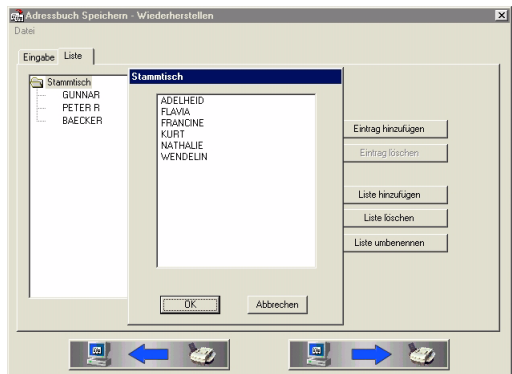 Adressbuch Speichern - Wiederherstellen
Datei
Eingabe
Liste
Stammtisch
GUNNAR
PETER R
BAECKER
Stammtisch
ADELHEID
FLAVIA
FRANCINE
KURT
NATHALIE
WENDELIN
OK
Abbrechen
Eintrag hinzufügen
Eintrag löschen
Liste hinzufügen
Liste löschen
Liste umbenennen